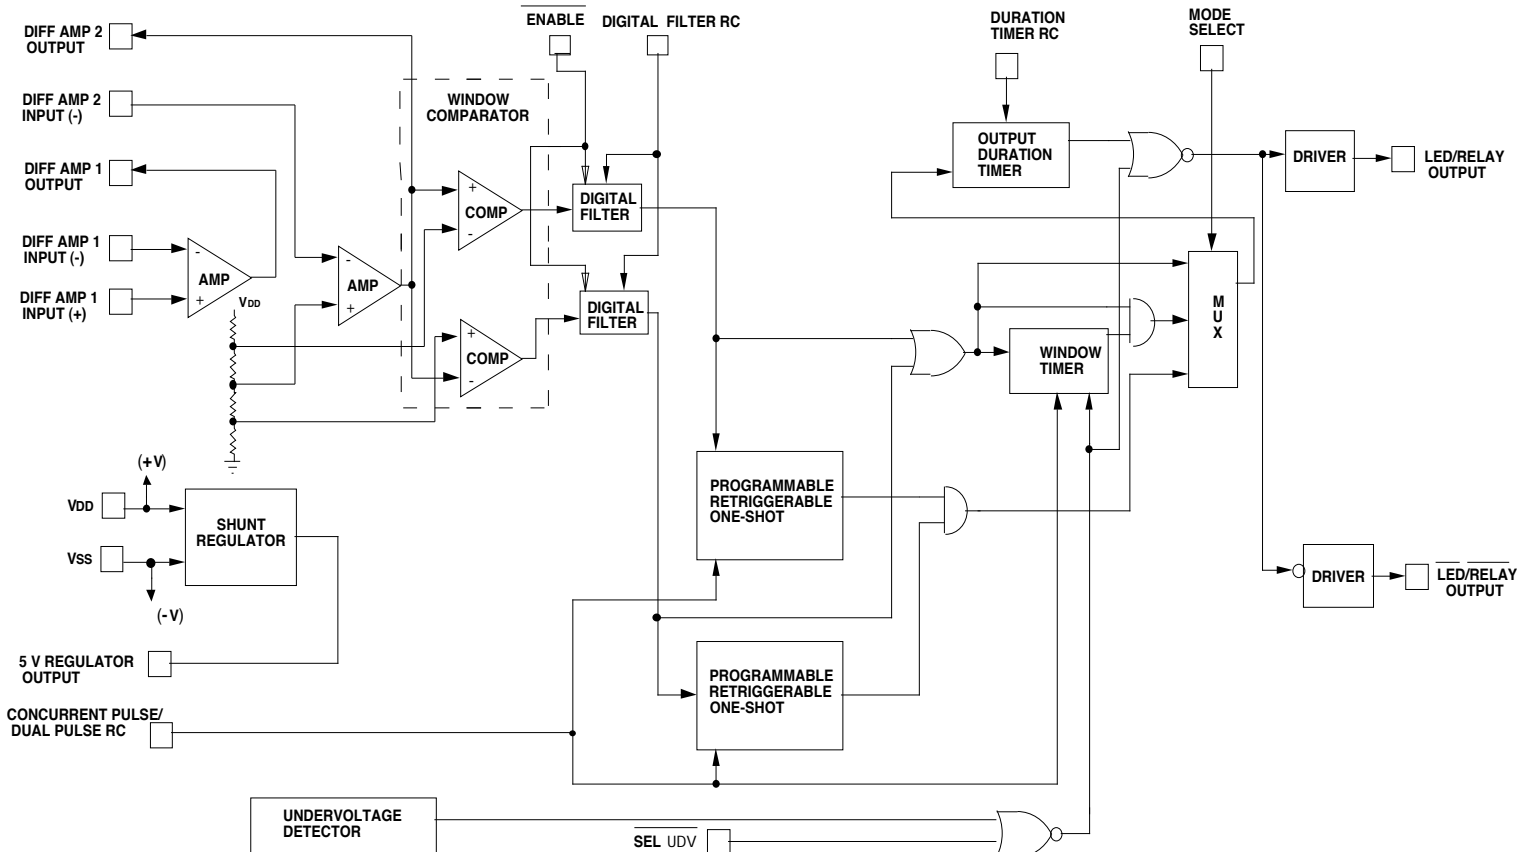 DIFF AMP 2
OUTPUT
DIFF AMP 2
INPUT (-)
DIFF AMP 1
OUTPUT
DIFF AMP 1
INPUT (-)
DIFF AMP 1
INPUT (+)
-
AMP
+
VDD
-
AMP
+
WINDOW
COMPARATOR
+
COMP
-
+
COMP
-
ENABLE
DIGITAL FILTER RC
DIGITAL
FILTER
DIGITAL
FILTER
DURATION
TIMER RC
MODE
SELECT
OUTPUT
DURATION
TIMER
DRIVER
LED/RELAY
OUTPUT
WINDOW
TIMER
M
U
X
PROGRAMMABLE
RETRIGGERABLE
ONE-SHOT
PROGRAMMABLE
RETRIGGERABLE
ONE-SHOT
DRIVER
LED/RELAY
OUTPUT
(+V)
VDD
VSS
(-V)
SHUNT
REGULATOR
5 V REGULATOR
OUTPUT
CONCURRENT PULSE/
DUAL PULSE RC
UNDERVOLTAGE
DETECTOR
SEL UDV